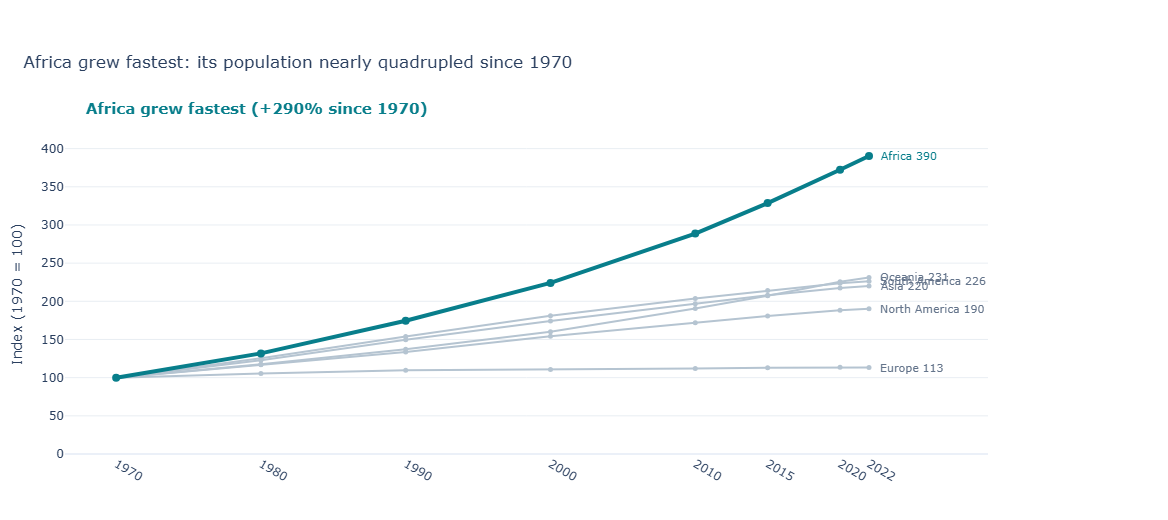 Africa grew fastest: its population nearly quadrupled since 1970
Africa grew fastest (+290% since 1970)
Index (1970 = 100)
400
350
300
250
200
150
100
50
0
Africa 390
Oceania 231
South America 226
Asia 220
North America 190
Europe 113
1970
1980
1990
2000
2010
2015
2020
2022